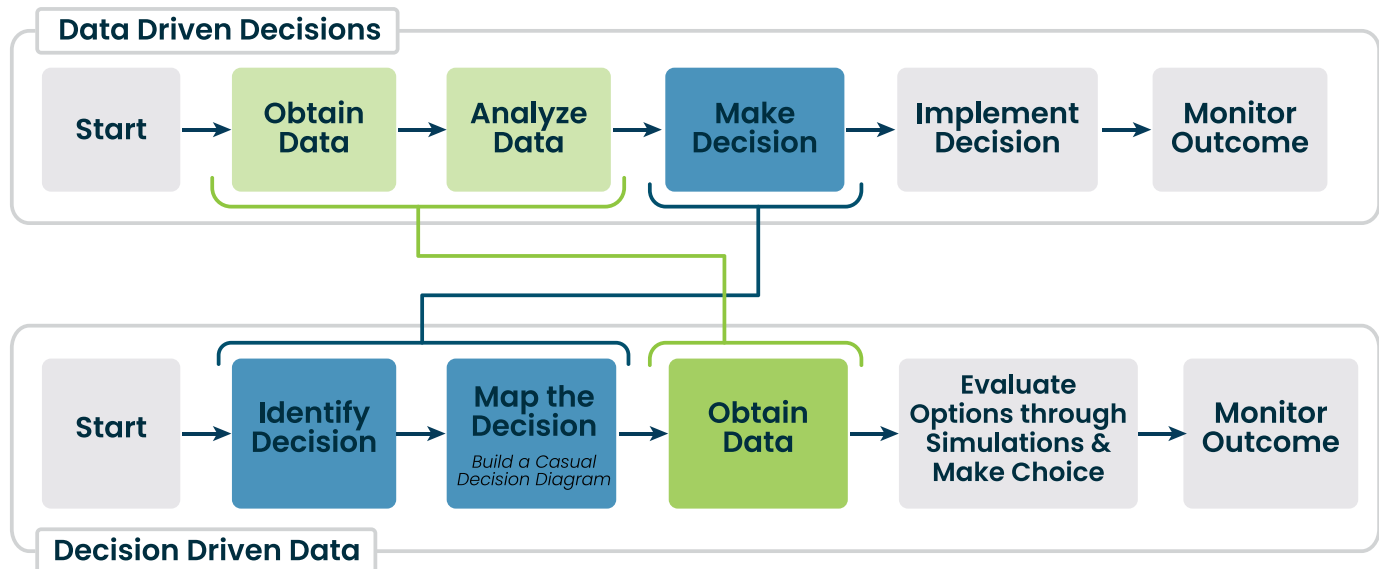 Data Driven Decisions
Start
Obtain
Data
Analyze
Data
Make
Decision
Implement
Decision
Monitor
Outcome
Start
Identify
Decision
Map the
Decision
Build a Casual
Decision Diagram
Obtain
Data
Evaluate
Options through
Simulations &
Make Choice
Monitor
Outcome
Decision Driven Data